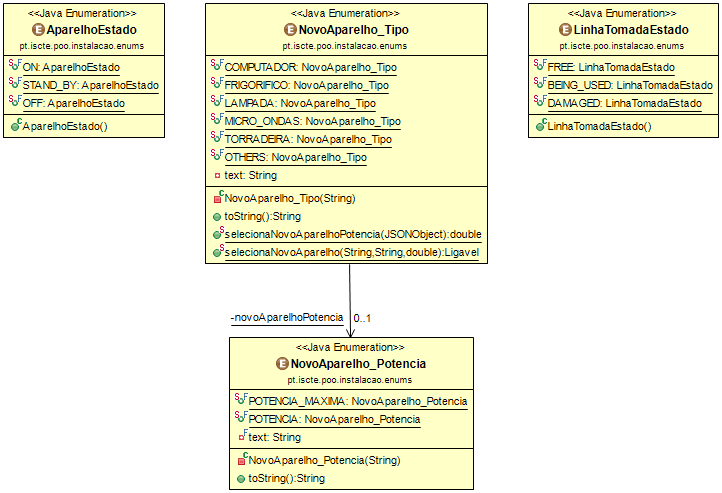 <<Java Enumeration>>
E AparelhoEstado
pt.iscte.poo.instalacao.enums
SF ON: AparelhoEstado
SF STAND_BY: AparelhoEstado
SF OFF: AparelhoEstado
C AparelhoEstado()
<<Java Enumeration>>
E NovoAparelho_Tipo
pt.iscte.poo.instalacao.enums
SF COMPUTADOR: NovoAparelho_Tipo
SF FRIGORIFICO: NovoAparelho_Tipo
SF LAMPADA: NovoAparelho_Tipo
SF MICRO_ONDAS: NovoAparelho_Tipo
SF TORRADEIRA: NovoAparelho_Tipo
SF OTHERS: NovoAparelho_Tipo
text: String
C NovoAparelho_Tipo(String)
toString():String
S selecionaNovoAparelhoPotencia(JSONObject):double
S selecionaNovoAparelho(String,String,double):Ligavel
<<Java Enumeration>>
E LinhaTomadaEstado
pt.iscte.poo.instalacao.enums
SF FREE: LinhaTomadaEstado
SF BEING_USED: LinhaTomadaEstado
SF DAMAGED: LinhaTomadaEstado
C LinhaTomadaEstado()
-novoAparelhoPotencia 0..1
<<Java Enumeration>>
E NovoAparelho_Potencia
pt.iscte.poo.instalacao.enums
SF POTENCIA_MAXIMA: NovoAparelho_Potencia
SF POTENCIA: NovoAparelho_Potencia
F text: String
C NovoAparelho_Potencia(String)
toString():String